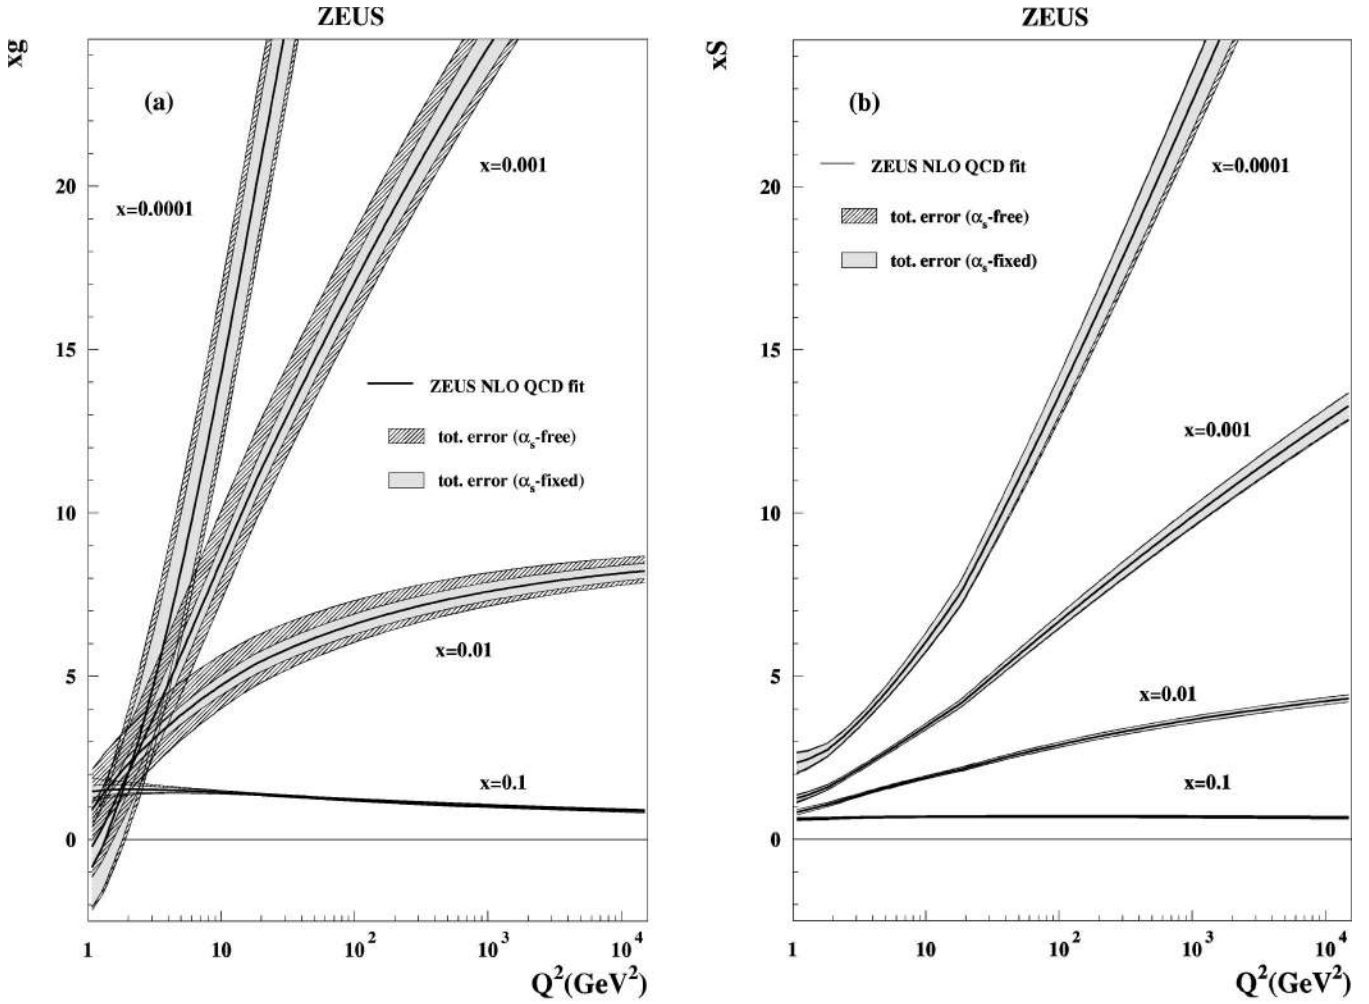 ZEUS
xg
(a)
x=0.001
x=0.0001
ZEUS NLO QCD fit
tot. error (αs-free)
tot. error (αs-fixed)
x=0.01
x=0.1
20
15
10
5
0
1
10
10²
10³
10⁴
Q²(GeV²)
ZEUS
xS
(b)
ZEUS NLO QCD fit
x=0.0001
tot. error (αs-free)
tot. error (αs-fixed)
x=0.001
x=0.01
x=0.1
20
15
10
5
0
1
10
10²
10³
10⁴
Q²(GeV²)